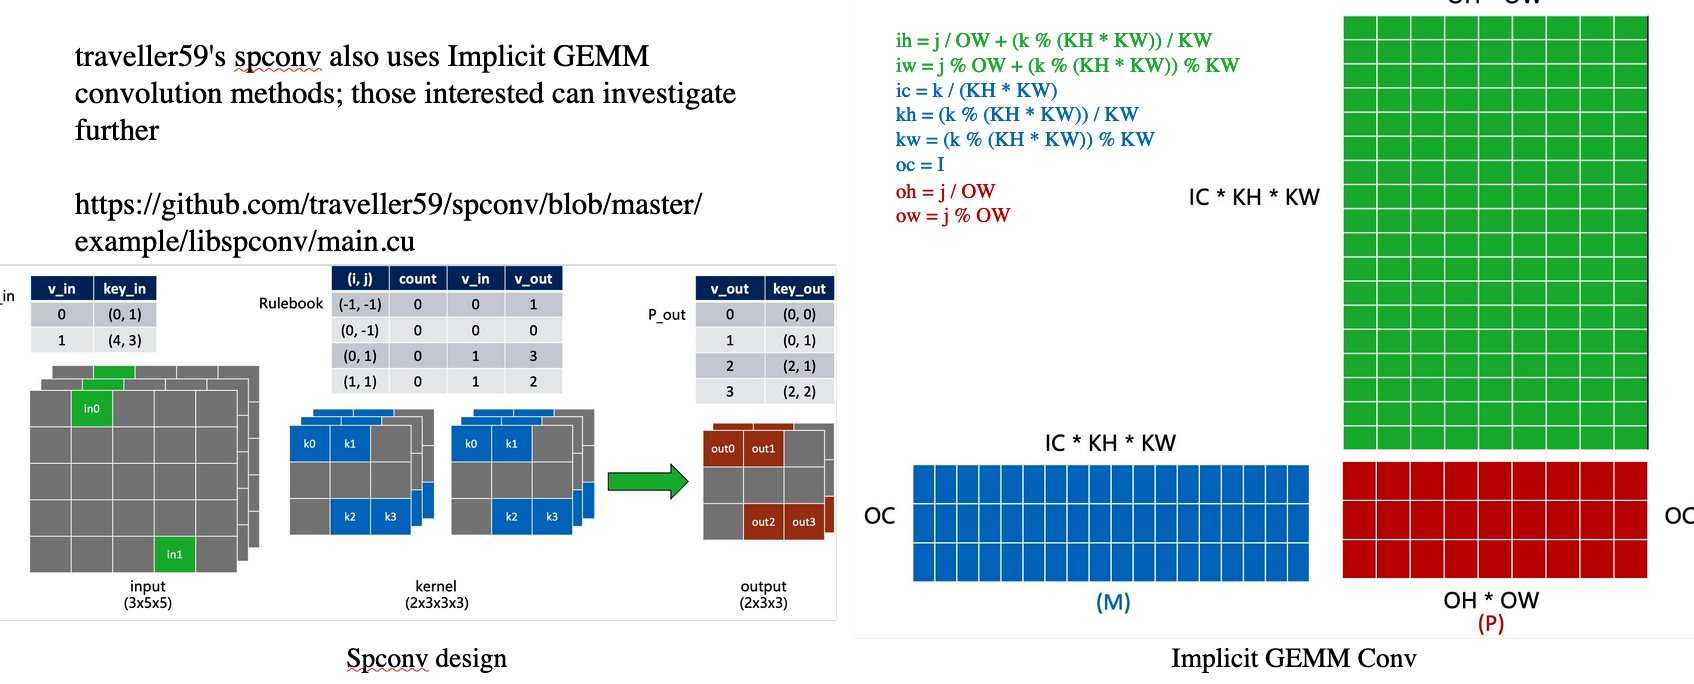 traveller59's spconv also uses Implicit GEMM
convolution methods; those interested can investigate
further
https://github.com/traveller59/spconv/blob/master/
example/libspconv/main.cu
_in
v_in key_in
0 (0, 1)
1 (4, 3)
Rulebook
(i, j) count v_in v_out
(-1, -1) 0 0 1
(0, -1) 0 0 0
(0, 1) 0 1 3
(1, 1) 0 1 2
P_out
v_out key_out
0 (0, 0)
1 (0, 1)
2 (2, 1)
3 (2, 2)
in0
in1
k0 k1
k2 k3
k0 k1
k2 k3
out0 out1
out2 out3
input
(3x5x5)
kernel
(2x3x3x3)
output
(2x3x3)
Spconv design
OH * OW
ih = j / OW + (k % (KH * KW)) / KW
iw = j % OW + (k % (KH * KW)) % KW
ic = k / (KH * KW)
kh = (k % (KH * KW)) / KW
kw = (k % (KH * KW)) % KW
oc = I
oh = j / OW
ow = j % OW
IC * KH * KW
IC * KH * KW
OC
OC
(M)
OH * OW
(P)
Implicit GEMM Conv